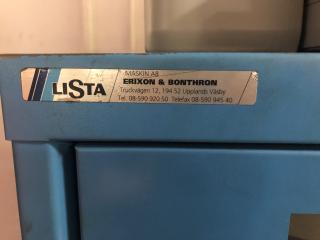 LISTA
MASKIN AB
ERIXON & BONTHRON
Truckvägen 12, 194 52 Upplands Väsby
Tel. 08-590 920 50 Telefax 08-590 945 40